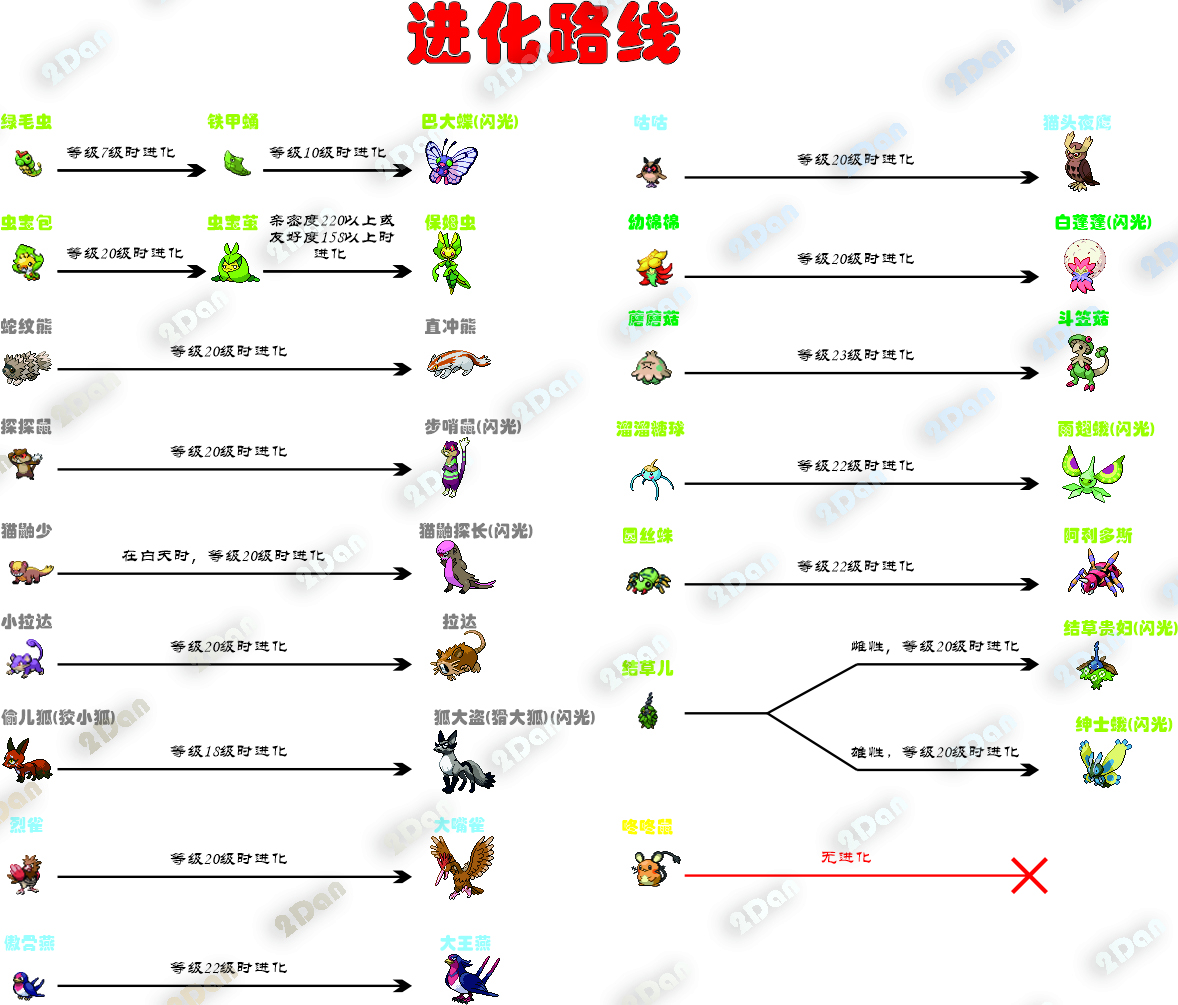 进化路线
绿毛虫
等级7级时进化
铁甲蛹
等级10级时进化
巴大蝶(闪光)
虫宝包
等级20级时进化
虫宝茧
亲密度220以上或
友好度158以上时
进化
保姆虫
蛇纹熊
等级20级时进化
直冲熊
探探鼠
等级20级时进化
步哨鼠(闪光)
猫鼬少
在白天时，等级20级时进化
猫鼬探长(闪光)
小拉达
等级20级时进化
拉达
偷儿狐(狡小狐)
等级18级时进化
狐大盗(猾大狐)(闪光)
烈雀
等级20级时进化
大嘴雀
傲骨燕
等级22级时进化
大王燕
咕咕
等级20级时进化
猫头夜鹰
幼棉棉
等级20级时进化
白蓬蓬(闪光)
蘑蘑菇
等级23级时进化
斗笠菇
溜溜糖球
等级22级时进化
雨翅蛾(闪光)
圆丝蛛
等级22级时进化
阿利多斯
结草儿
雌性，等级20级时进化
结草贵妇(闪光)
雄性，等级20级时进化
绅士蛾(闪光)
咚咚鼠
无进化
2Dan